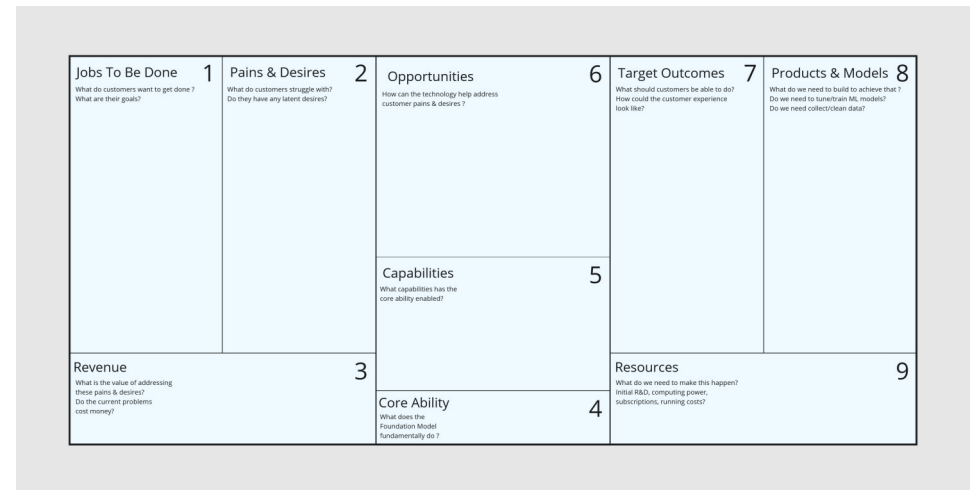 Jobs To Be Done 1
What do customers want to get done ?
What are their goals?
Pains & Desires 2
What do customers struggle with?
Do they have any latent desires?
Revenue 3
What is the value of addressing
these pains & desires?
Do the current problems
cost money?
Core Ability 4
What does the
Foundation Model
fundamentally do ?
Capabilities 5
What capabilities has the
core ability enabled?
Opportunities 6
How can the technology help address
customer pains & desires ?
Target Outcomes 7
What should customers be able to do?
How could the customer experience
look like?
Products & Models 8
What do we need to build to achieve that ?
Do we need to tune/train ML models?
Do we need collect/clean data?
Resources 9
What do we need to make this happen?
Initial R&D, computing power,
subscriptions, running costs?